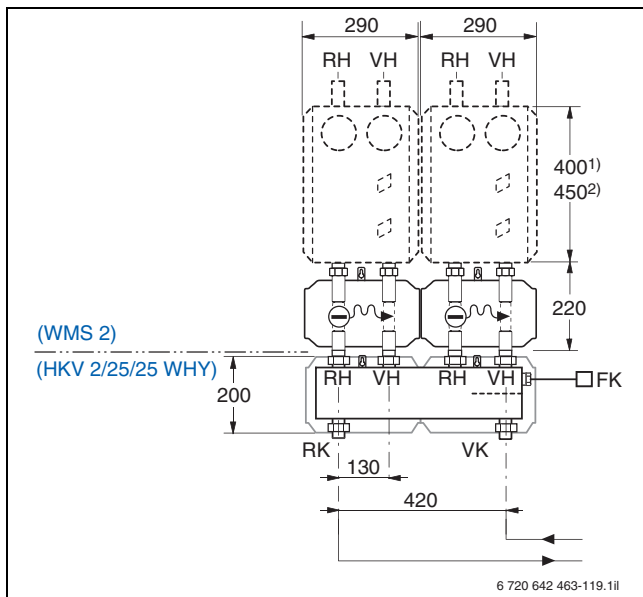 290 290
RH VH RH VH
400¹⁾
450²⁾
220
(WMS 2)
(HKV 2/25/25 WHY)
RH VH RH VH
FK
200
RK VK
130
420
6 720 642 463-119.1il